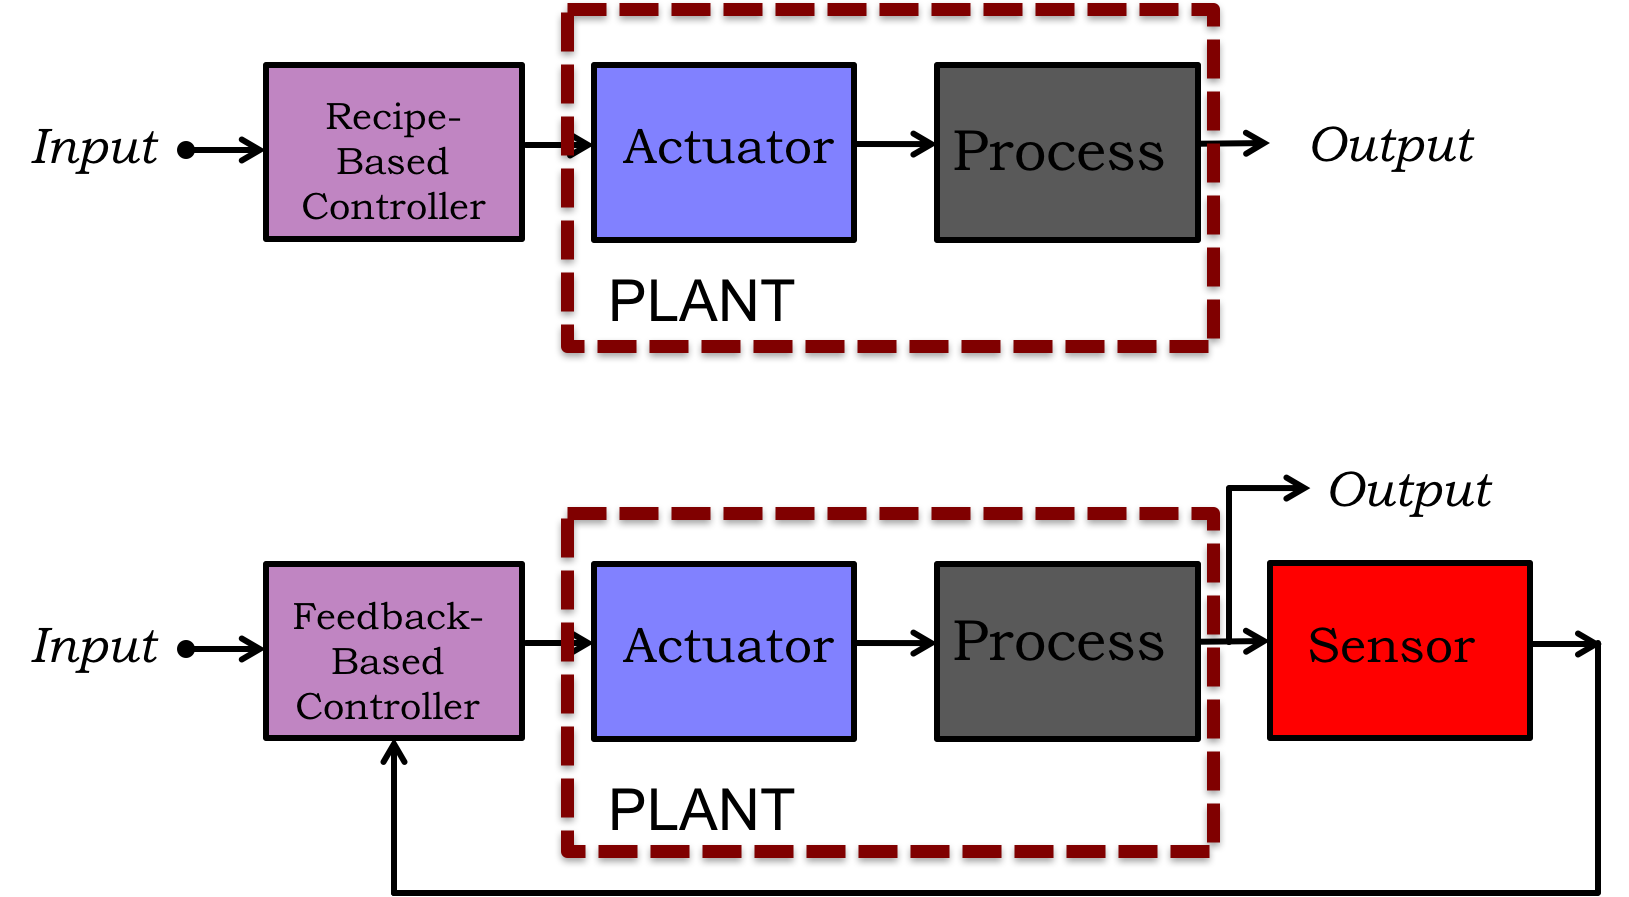 Input
Recipe-
Based
Controller
Actuator
Process
Output
PLANT
Output
Input
Feedback-
Based
Controller
Actuator
Process
Sensor
PLANT